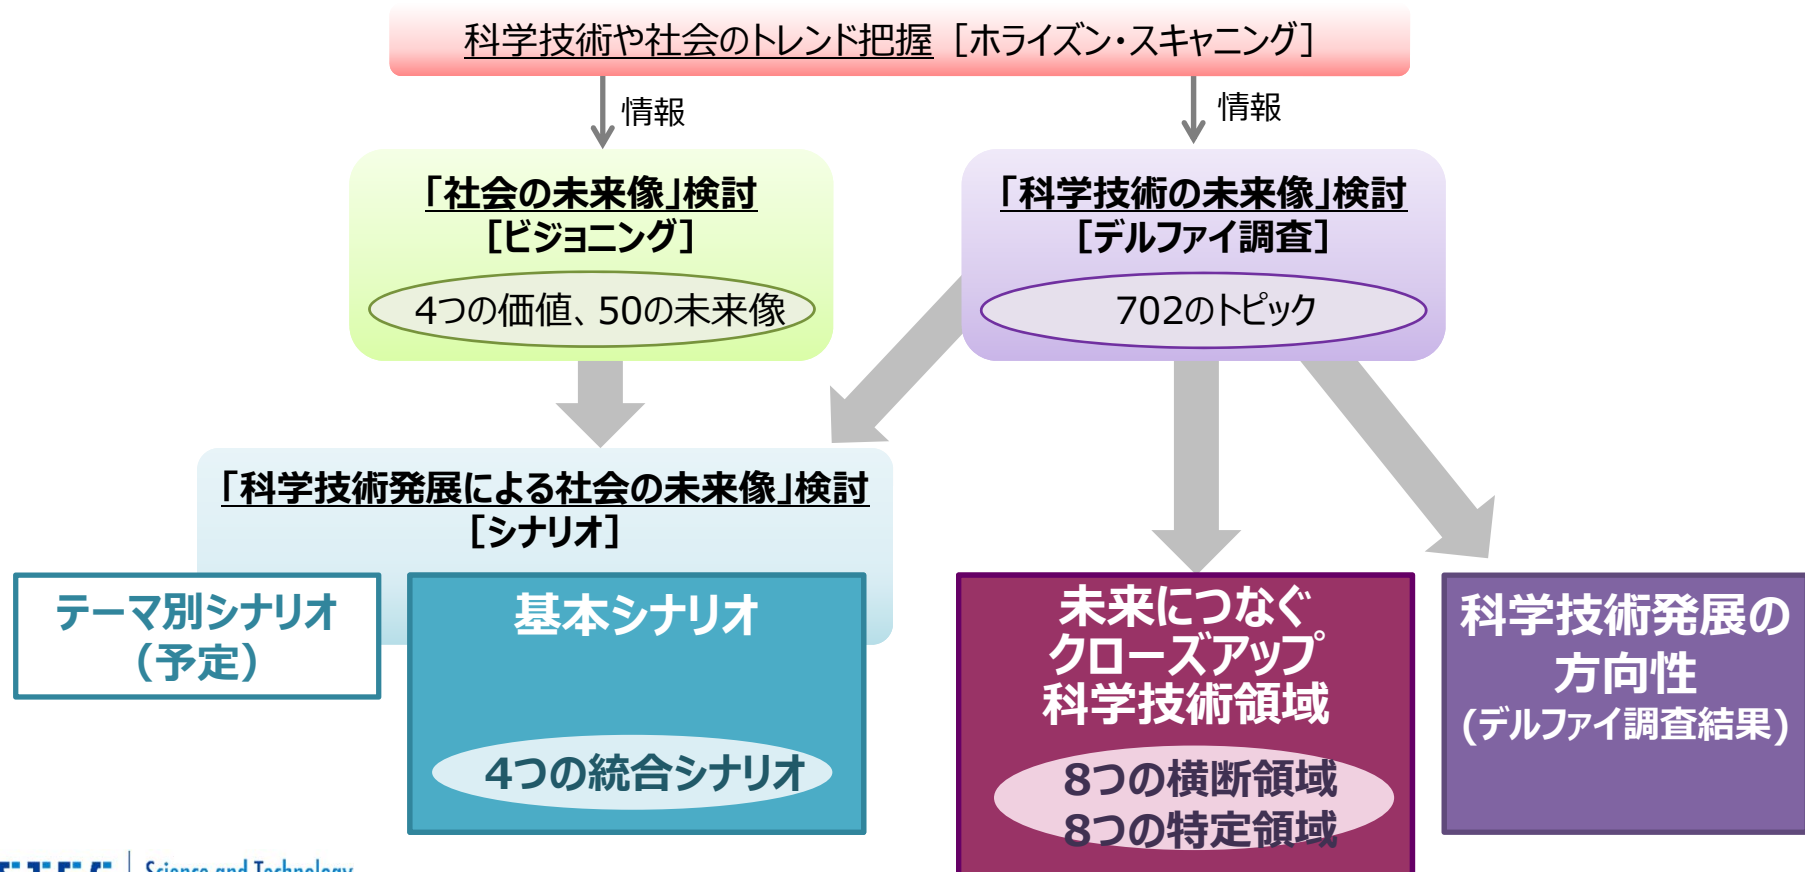 科学技術や社会のトレンド把握［ホライズン・スキャニング］
情報
情報
「社会の未来像」検討
［ビジョニング］
4つの価値、50の未来像
「科学技術の未来像」検討
［デルファイ調査］
702のトピック
「科学技術発展による社会の未来像」検討
［シナリオ］
テーマ別シナリオ
（予定）
基本シナリオ
4つの統合シナリオ
未来につなぐ
クローズアップ
科学技術領域
8つの横断領域
8つの特定領域
科学技術発展の
方向性
(デルファイ調査結果)
Science and Technology